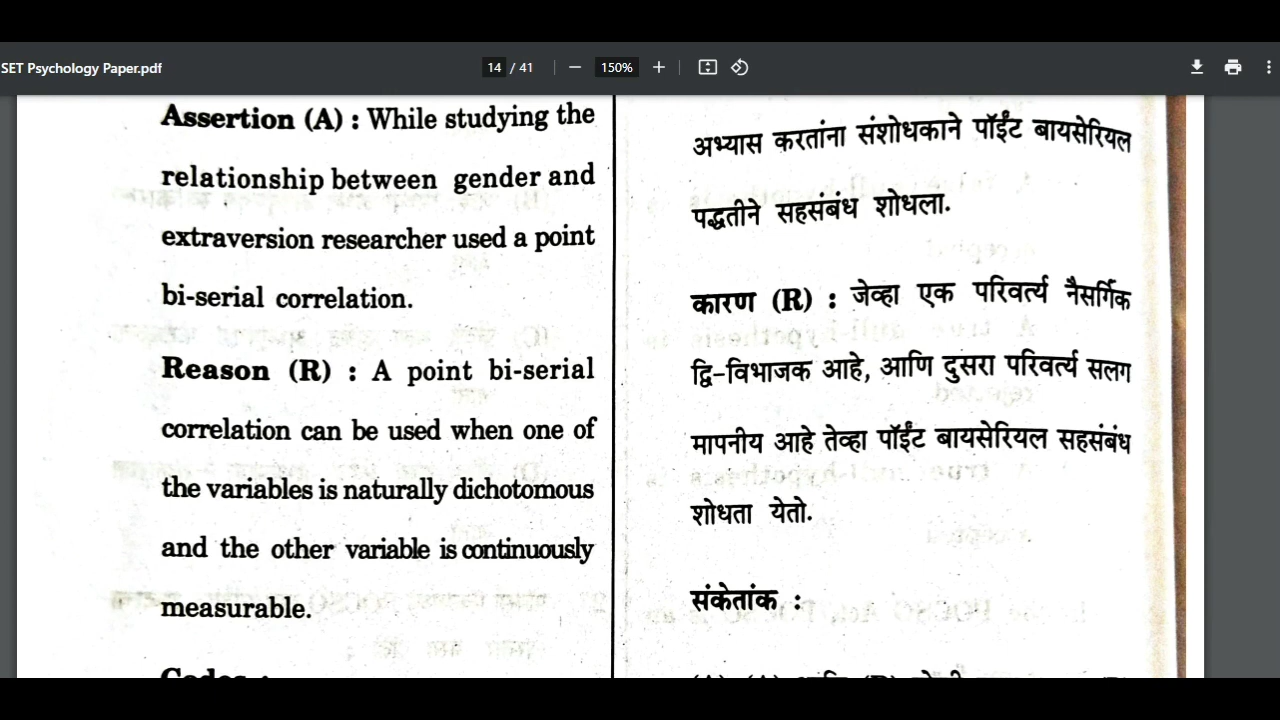 SET Psychology Paper.pdf
14 / 41
150%
Assertion (A) : While studying the
relationship between gender and
extraversion researcher used a point
bi-serial correlation.
Reason (R) : A point bi-serial
correlation can be used when one of
the variables is naturally dichotomous
and the other variable is continuously
measurable.
अभ्यास करतांना संशोधकाने पॉईंट बायसेरियल
पद्धतीने सहसंबंध शोधला.
कारण (R) : जेव्हा एक परिवर्त्य नैसर्गिक
द्वि-विभाजक आहे, आणि दुसरा परिवर्त्य सलग
मापनीय आहे तेव्हा पॉईंट बायसेरियल सहसंबंध
शोधता येतो.
संकेतांक :